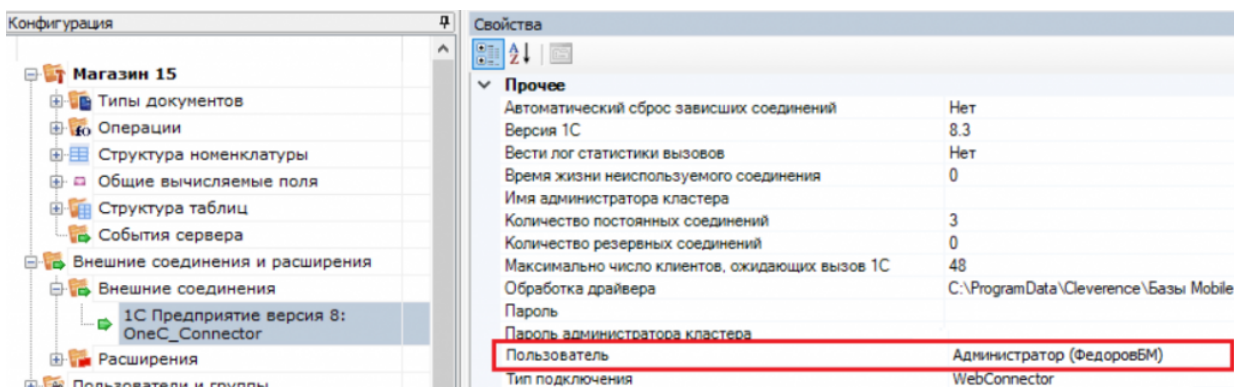 Конфигурация
Магазин 15
Типы документов
Операции
Структура номенклатуры
Общие вычисляемые поля
Структура таблиц
События сервера
Внешние соединения и расширения
Внешние соединения
1С Предприятие версия 8:
OneC_Connector
Расширения
Пользователи и группы
Свойства
Прочее
Автоматический сброс зависших соединений Нет
Версия 1С 8.3
Вести лог статистики вызовов Нет
Время жизни неиспользуемого соединения 0
Имя администратора кластера
Количество постоянных соединений 3
Количество резервных соединений 0
Максимально число клиентов, ожидающих вызов 1С 48
Обработка драйвера C:\ProgramData\Cleverence\Базы Mobile
Пароль
Пароль администратора кластера
Пользователь Администратор (ФедоровБМ)
Тип подключения WebConnector